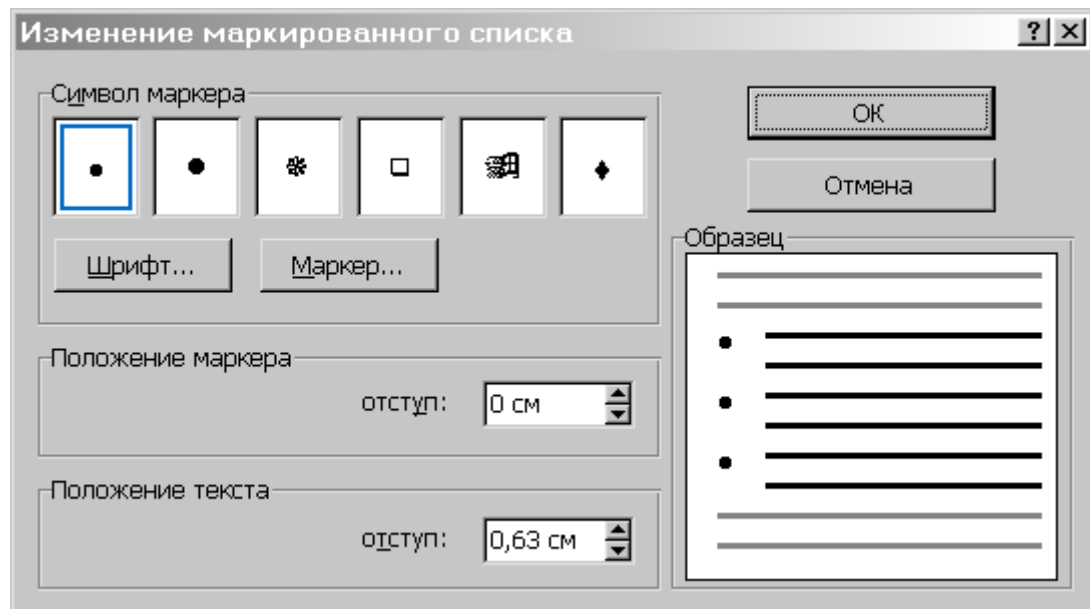 Изменение маркированного списка
Символ маркера
Шрифт...
Маркер...
Положение маркера
отступ:
0 см
Положение текста
отступ:
0,63 см
ОК
Отмена
Образец